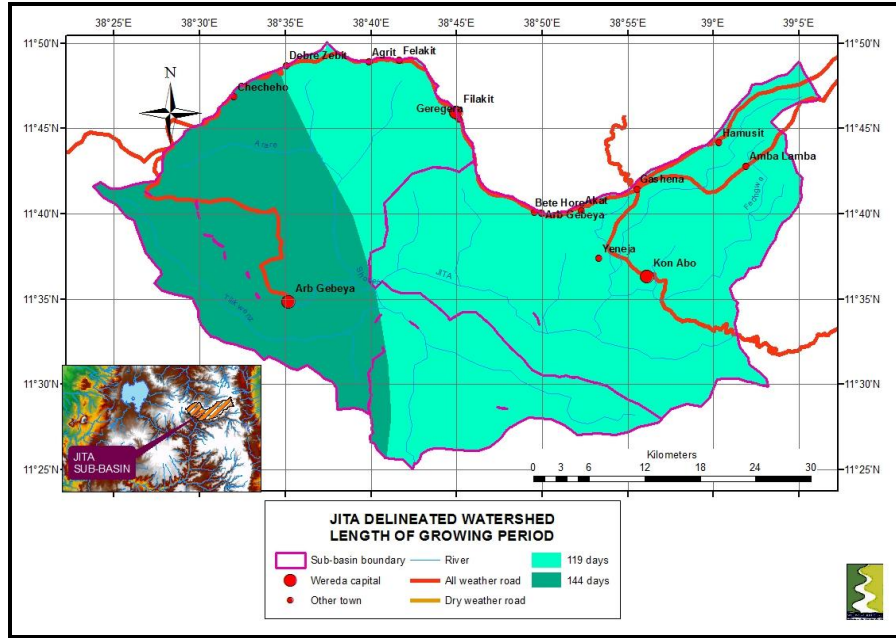 38°25'E 38°30'E 38°35'E 38°40'E 38°45'E 38°50'E 38°55'E 39°E 39°5'E
11°50'N 11°50'N
Debre Zebit Agrit Felakit
N
Checheho
Filakit
Geregera
11°45'N 11°45'N
Hamusit
Amba Lamba
Gashena
11°40'N 11°40'N
Bete Hore Akat
Arb Gebeya
Yeneja
JITA
Kon Abo
11°35'N 11°35'N
Arb Gebeya
11°30'N 11°30'N
JITA
SUB-BASIN
11°25'N 11°25'N
Kilometers
0 3 6 12 18 24 30
JITA DELINEATED WATERSHED
LENGTH OF GROWING PERIOD
Sub-basin boundary River 119 days
Wereda capital All weather road 144 days
Other town Dry weather road